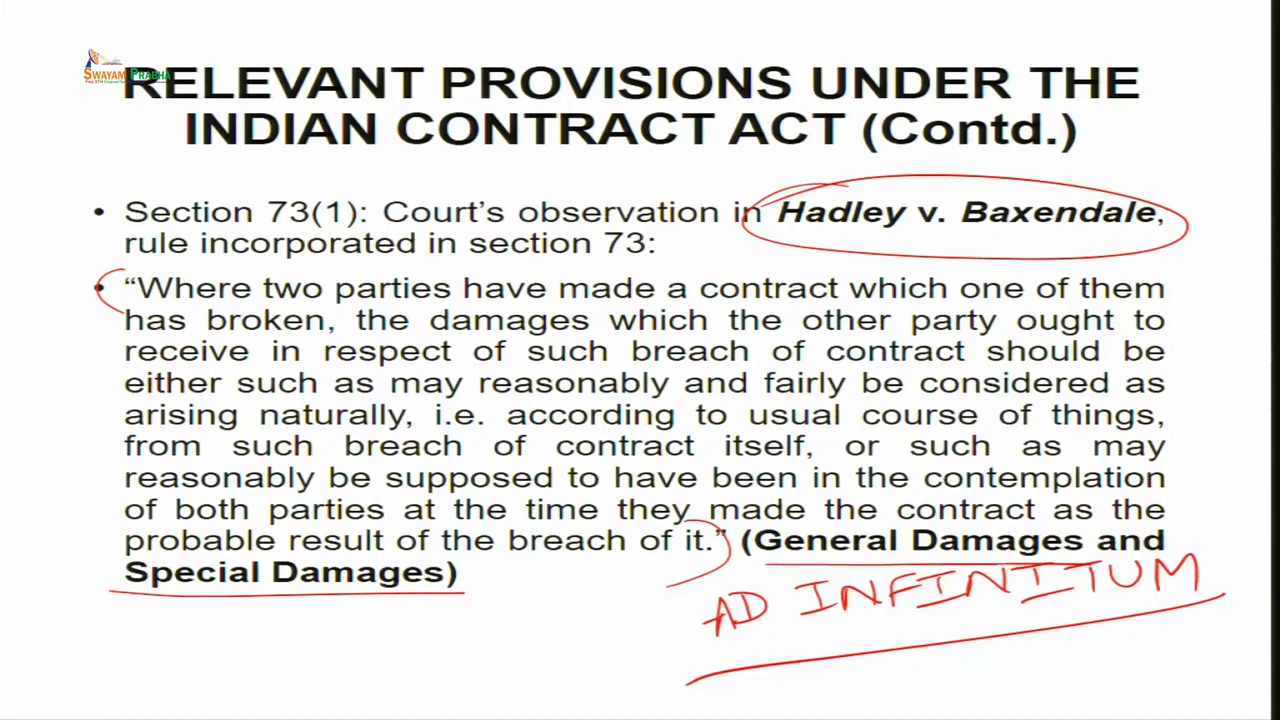 SWAYAM PRABHA
RELEVANT PROVISIONS UNDER THE
INDIAN CONTRACT ACT (Contd.)
• Section 73(1): Court's observation in Hadley v. Baxendale,
rule incorporated in section 73:
• “Where two parties have made a contract which one of them
has broken, the damages which the other party ought to
receive in respect of such breach of contract should be
either such as may reasonably and fairly be considered as
arising naturally, i.e. according to usual course of things,
from such breach of contract itself, or such as may
reasonably be supposed to have been in the contemplation
of both parties at the time they made the contract as the
probable result of the breach of it.” (General Damages and
Special Damages)
AD INFINITUM